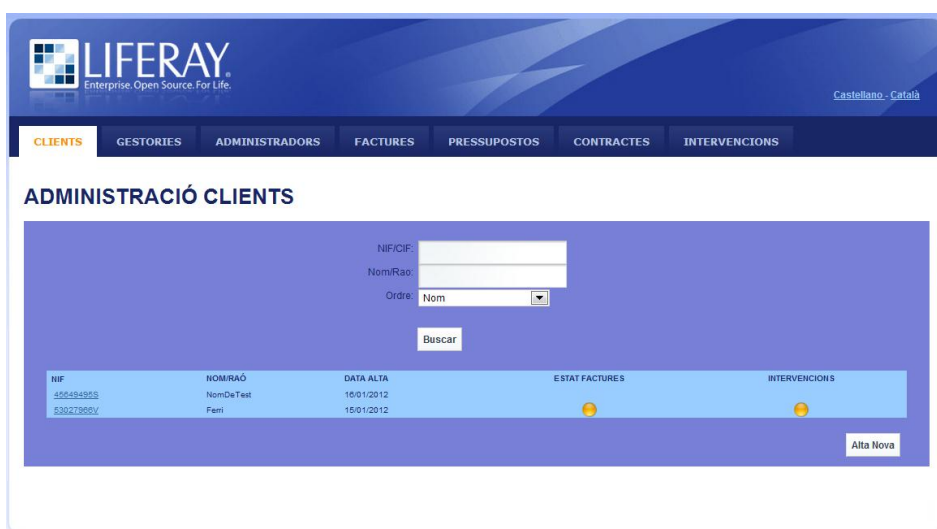 LIFERAY.
Enterprise. Open Source. For Life.
Castellano - Català
CLIENTS GESTORIES ADMINISTRADORS FACTURES PRESSUPOSTOS CONTRACTES INTERVENCIONS
ADMINISTRACIÓ CLIENTS
NIF/CIF:
Nom/Rao:
Ordre: Nom
Buscar
NIF NOM/RAÓ DATA ALTA ESTAT FACTURES INTERVENCIONS
45649495S NomDeTest 16/01/2012
53027966V Ferri 15/01/2012
Alta Nova